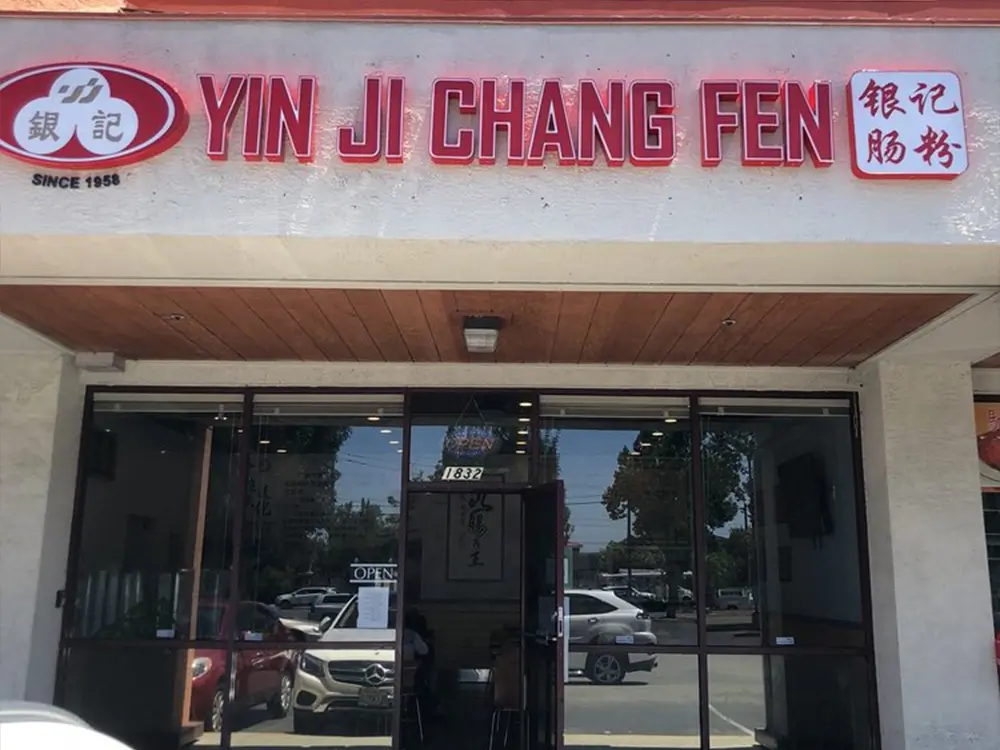 銀記
SINCE 1958
YIN JI CHANG FEN
银记
肠粉
OPEN
1832
OPEN